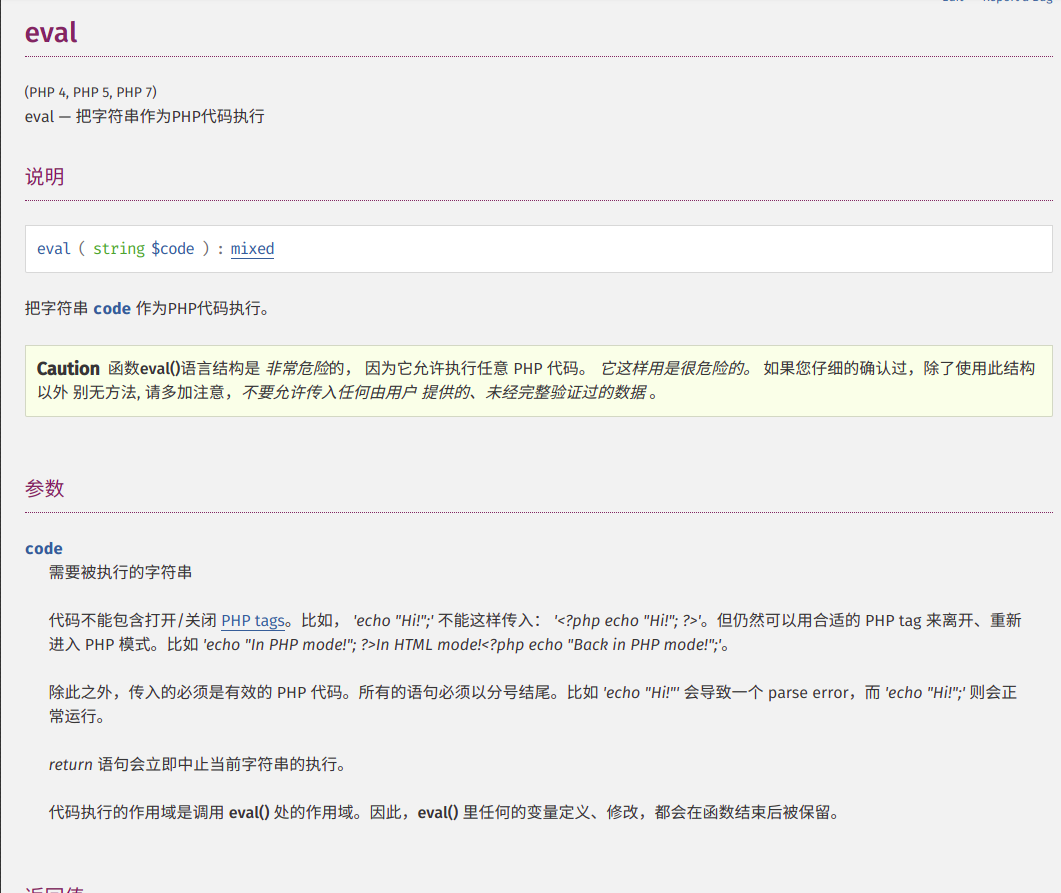 eval
(PHP 4, PHP 5, PHP 7)
eval — 把字符串作为PHP代码执行
说明
eval ( string $code ) : mixed
把字符串 code 作为PHP代码执行。
Caution 函数eval()语言结构是 非常危险的， 因为它允许执行任意 PHP 代码。 它这样用是很危险的。 如果您仔细的确认过，除了使用此结构
以外 别无方法, 请多加注意，不要允许传入任何由用户 提供的、未经完整验证过的数据 。
参数
code
需要被执行的字符串
代码不能包含打开/关闭 PHP tags。比如， 'echo "Hi!";' 不能这样传入： '<?php echo "Hi!"; ?>'。但仍然可以用合适的 PHP tag 来离开、重新
进入 PHP 模式。比如 'echo "In PHP mode!"; ?>In HTML mode!<?php echo "Back in PHP mode!";'。
除此之外，传入的必须是有效的 PHP 代码。所有的语句必须以分号结尾。比如 'echo "Hi!"' 会导致一个 parse error，而 'echo "Hi!";' 则会正
常运行。
return 语句会立即中止当前字符串的执行。
代码执行的作用域是调用 eval() 处的作用域。因此，eval() 里任何的变量定义、修改，都会在函数结束后被保留。